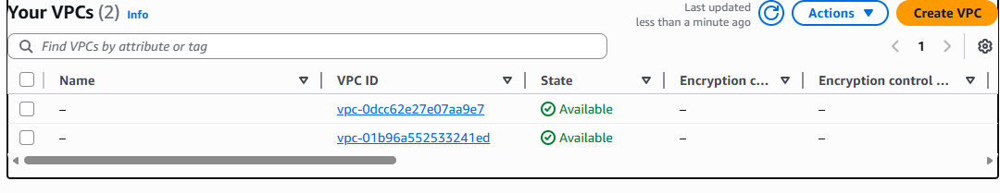 Your VPCs (2) Info
Last updated
less than a minute ago
Actions
Create VPC
Find VPCs by attribute or tag
1
Name VPC ID State Encryption c... Encryption control ...
– vpc-0dcc62e27e07aa9e7 Available – –
– vpc-01b96a552533241ed Available – –